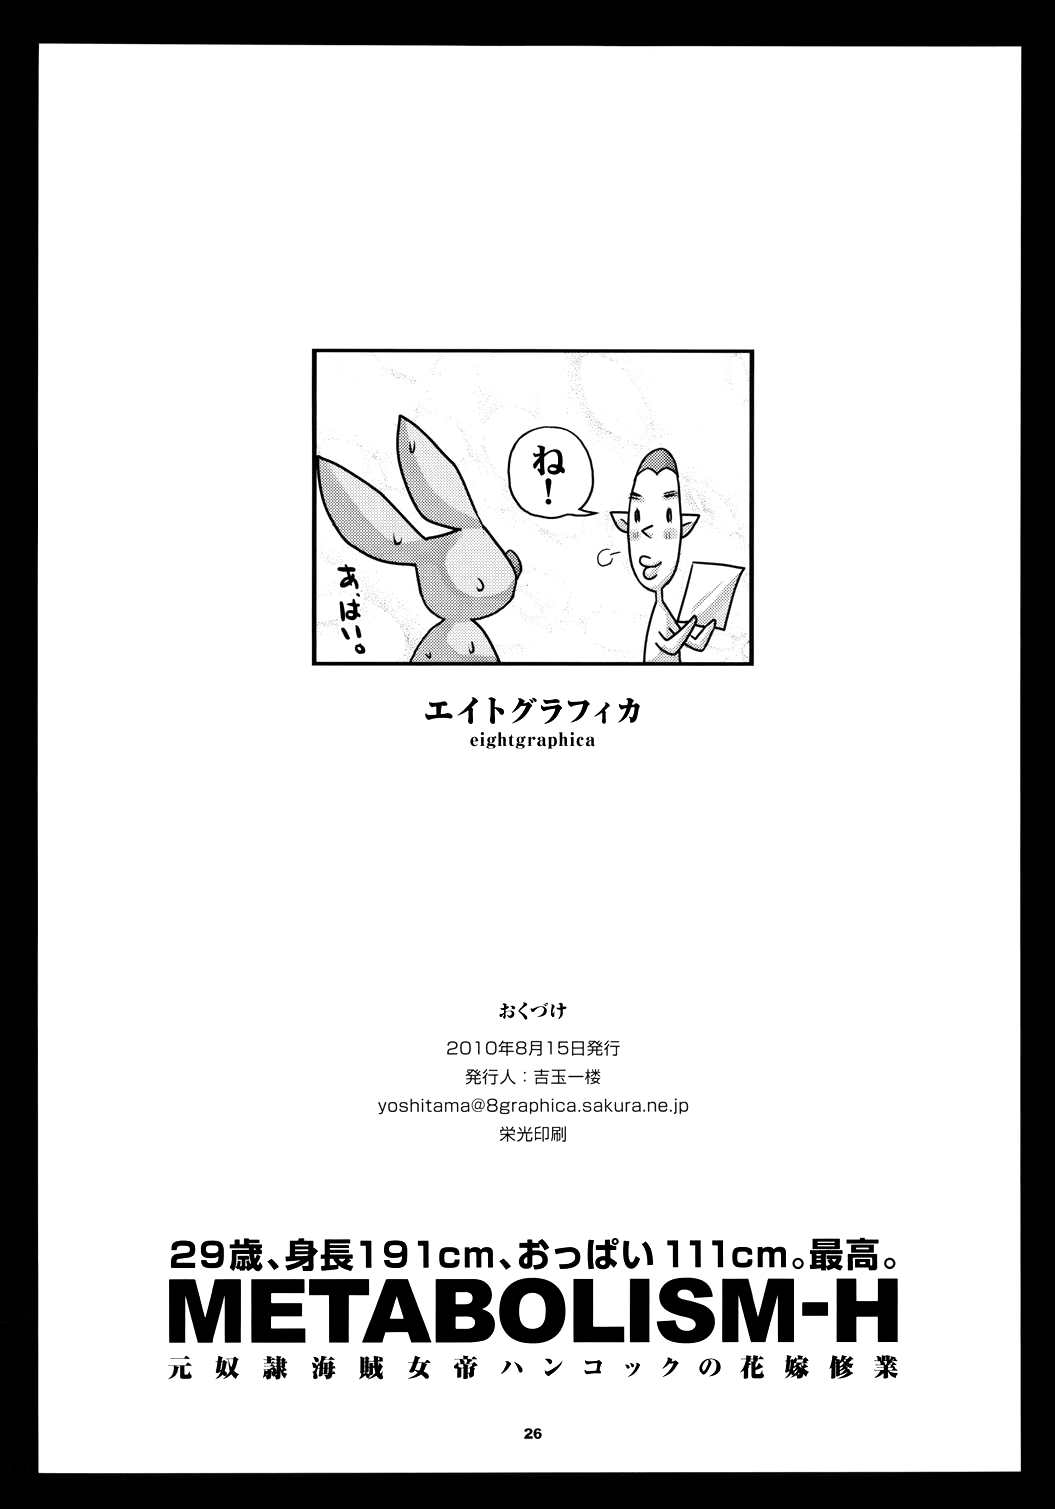 ね!
あ、はい。
エイトグラフィカ
eightgraphica
おくづけ
2010年8月15日発行
発行人:吉玉一楼
yoshitama@8graphica.sakura.ne.jp
栄光印刷
29歳、身長191cm、おっぱい111cm。最高。
METABOLISM-H
元奴隷海賊女帝ハンコックの花嫁修業
26